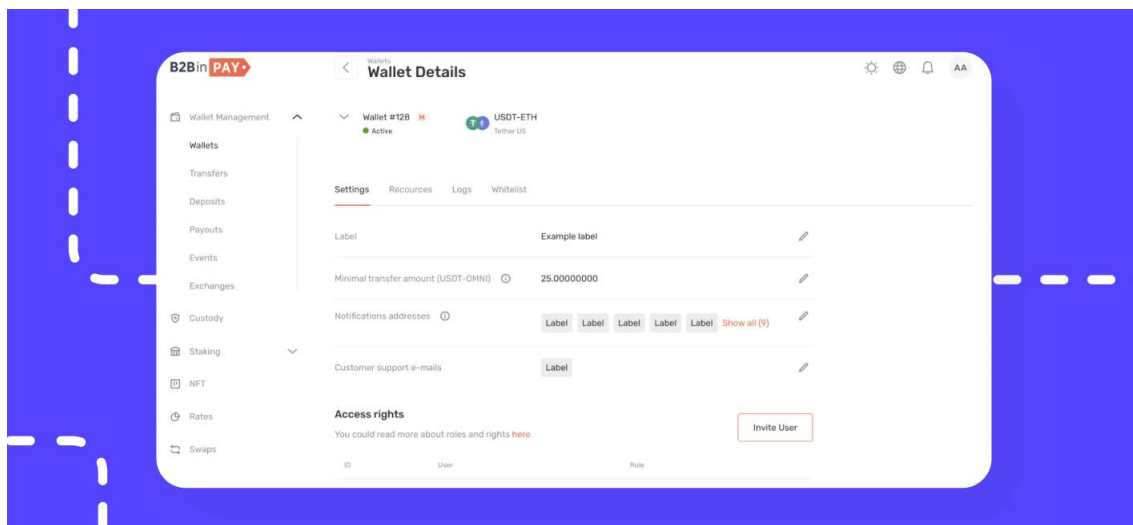 B2Bin PAY
Wallets
Wallet Details
AA
Wallet Management
Wallets
Transfers
Deposits
Payouts
Events
Exchanges
Custody
Staking
NFT
Rates
Swaps
Wallet #128 M
Active
USDT-ETH
Tether US
Settings Recources Logs Whitelist
Label Example label
Minimal transfer amount (USDT-OMNI) 25.00000000
Notifications addresses Label Label Label Label Label Show all (9)
Customer support e-mails Label
Access rights
You could read more about roles and rights here
Invite User
ID User Role